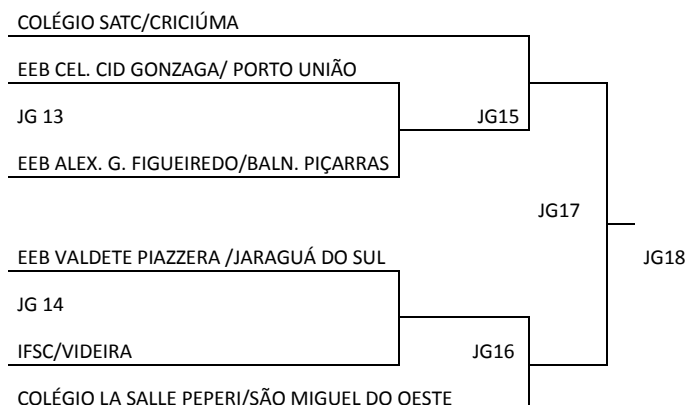 COLÉGIO SATC/CRICIÚMA
EEB CEL. CID GONZAGA/ PORTO UNIÃO
JG 13
JG15
EEB ALEX. G. FIGUEIREDO/BALN. PIÇARRAS
JG17
EEB VALDETE PIAZZERA /JARAGUÁ DO SUL
JG18
JG 14
IFSC/VIDEIRA
JG16
COLÉGIO LA SALLE PEPERI/SÃO MIGUEL DO OESTE